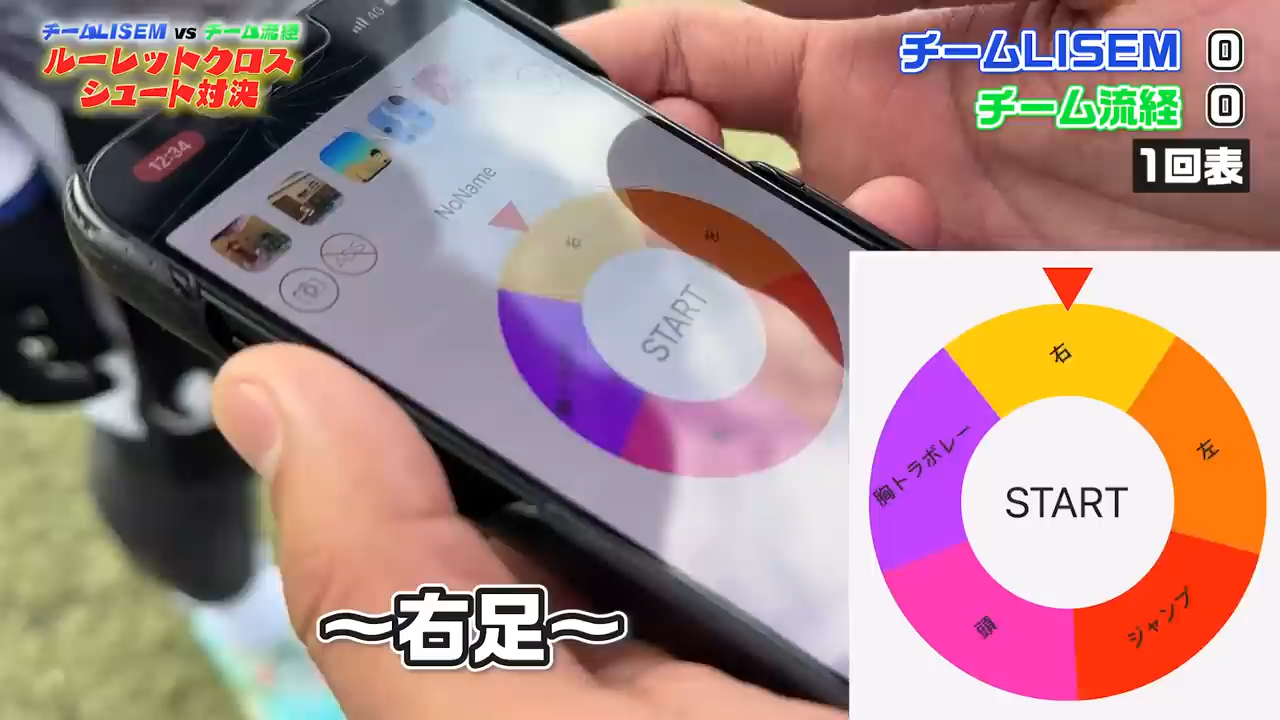 チームLISEM vs チーム流経
ルーレットクロス
シュート対決
チームLISEM 0
チーム流経 0
1回表
4G
12:34
NoName
右
左
START
右
左
ジャンプ
頭
胸トラボレー
START
〜右足〜